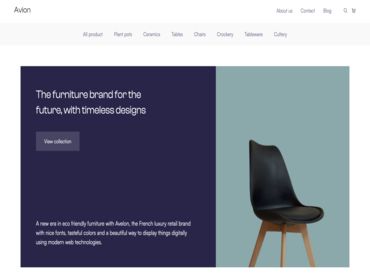 Avion
About us Contact Blog
All product Plant pots Ceramics Tables Chairs Crockery Tableware Cutlery
The furniture brand for the
future, with timeless designs
View collection
A new era in eco friendly furniture with Avelon, the French luxury retail brand
with nice fonts, tasteful colors and a beautiful way to display things digitally
using modern web technologies.